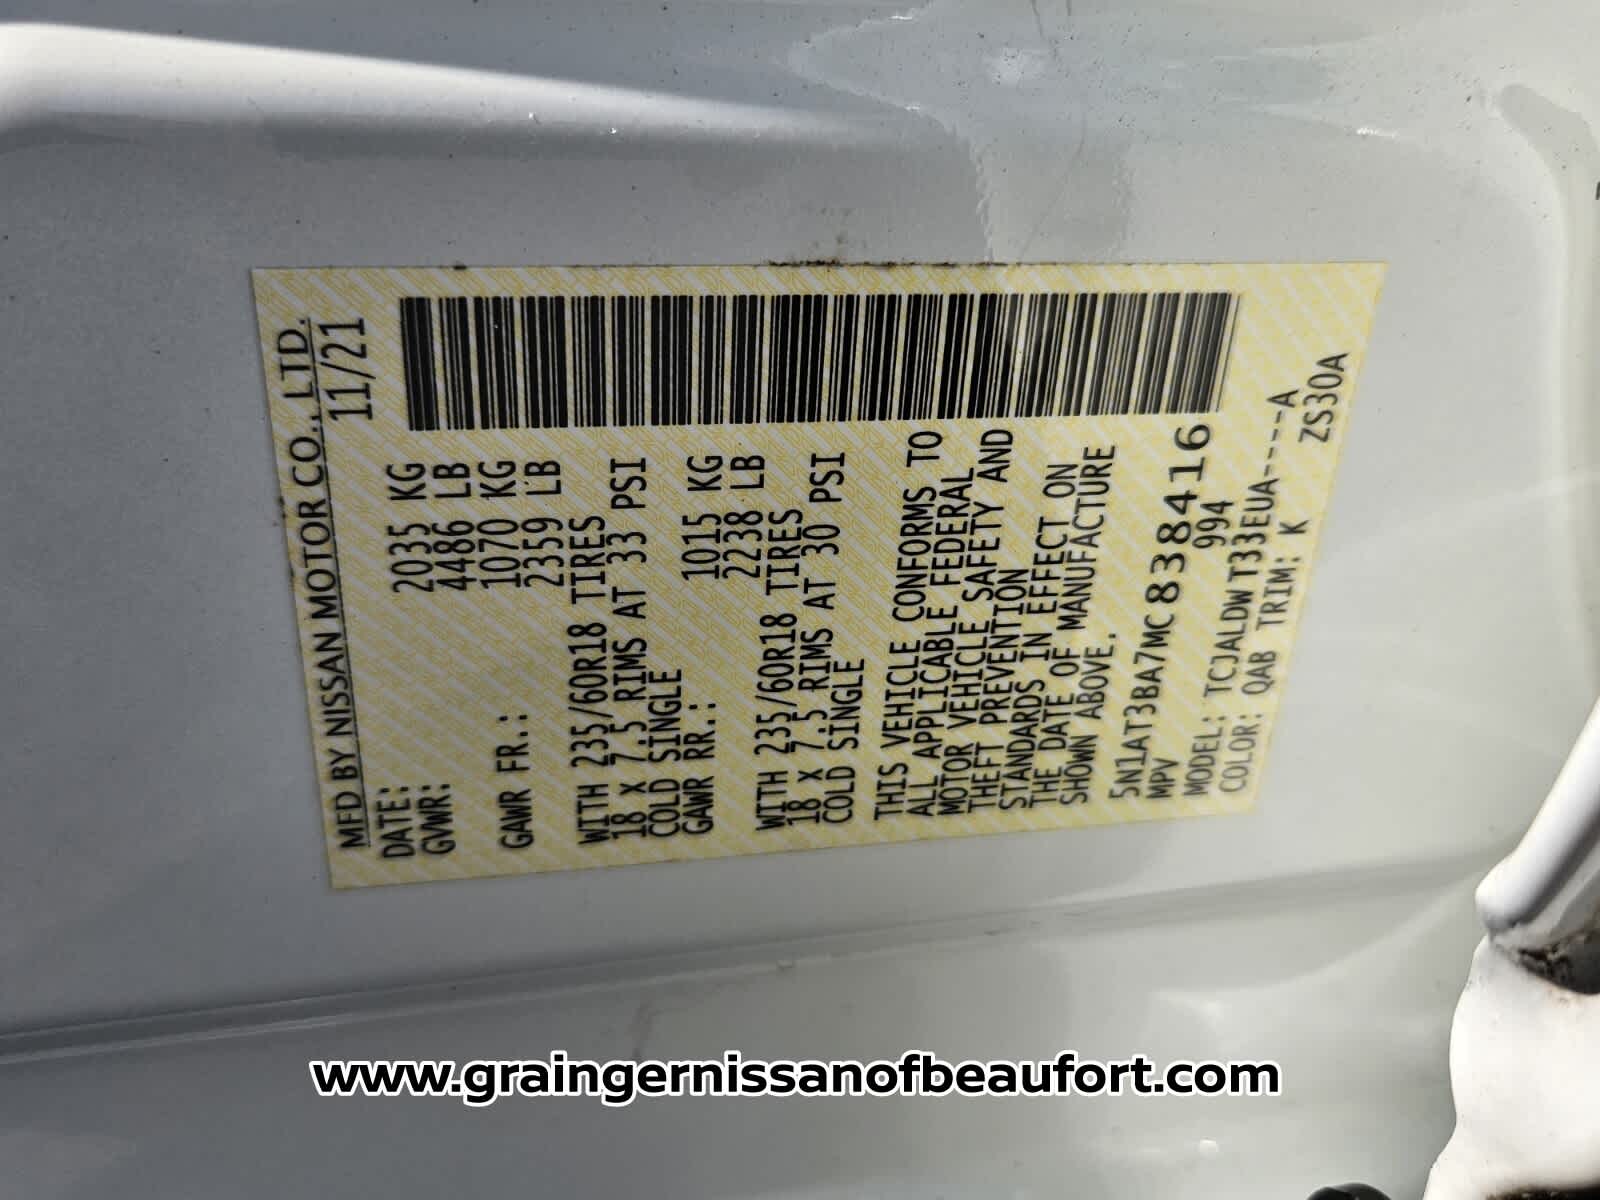 MFD BY NISSAN MOTOR CO., LTD.
DATE: 11/21
GVWR: 2035 KG
4486 LB
GAWR FR.: 1070 KG
2359 LB
WITH 235/60R18 TIRES
18 x 7.5 RIMS AT 33 PSI
COLD SINGLE
GAWR RR.: 1015 KG
2238 LB
WITH 235/60R18 TIRES
18 x 7.5 RIMS AT 30 PSI
COLD SINGLE
THIS VEHICLE CONFORMS TO
ALL APPLICABLE FEDERAL
MOTOR VEHICLE SAFETY AND
THEFT PREVENTION
STANDARDS IN EFFECT ON
THE DATE OF MANUFACTURE
SHOWN ABOVE.
5N1AT3BA7MC838416
MPV 994
MODEL: TCJALDWT33EUA-----A
COLOR: QAB TRIM: K ZS30A
www.graingernissanofbeaufort.com